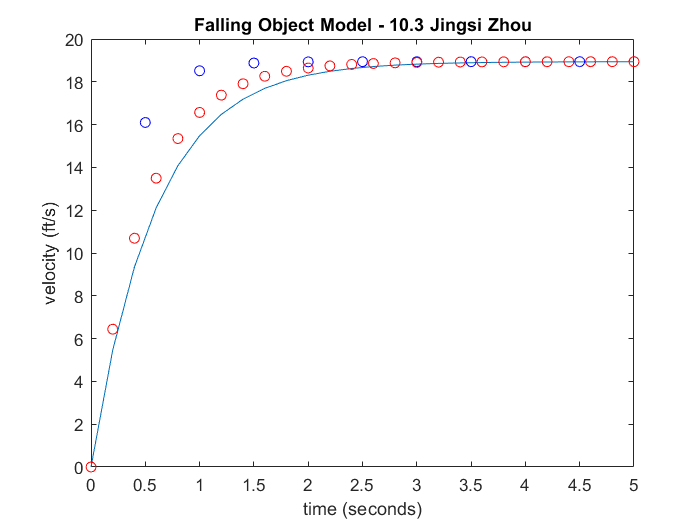 Falling Object Model - 10.3 Jingsi Zhou
20
18
16
14
12
10
8
6
4
2
0
velocity (ft/s)
0 0.5 1 1.5 2 2.5 3 3.5 4 4.5 5
time (seconds)